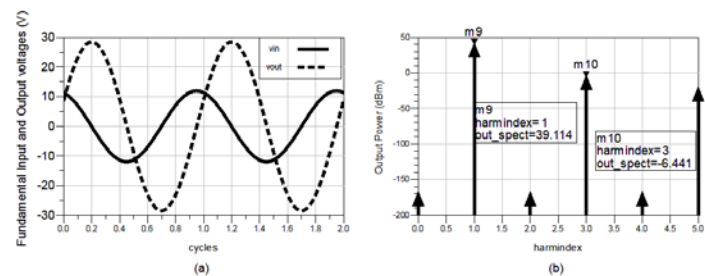 Fundamental Input and Output voltages (V)
30
20
10
0
-10
-20
-30
vin
vout
0.0 0.2 0.4 0.6 0.8 1.0 1.2 1.4 1.6 1.8 2.0
cycles
(a)
Output Power (dBm)
50
0
-50
-100
-150
-200
m9
m10
m9
harmindex= 1
out_spect=39.114
m10
harmindex=3
out_spect=-6.441
0.0 1.0 2.0 3.0 4.0 5.0
harmindex
(b)